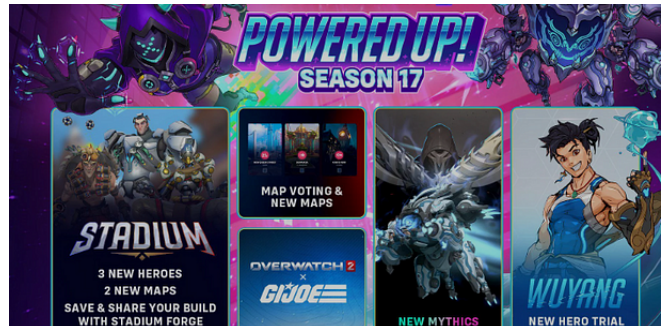 POWERED UP!
SEASON 17
STADIUM
3 NEW HEROES
2 NEW MAPS
SAVE & SHARE YOUR BUILD
WITH STADIUM FORGE
MAP VOTING &
NEW MAPS
OVERWATCH 2
X
G.I.JOE
NEW MYTHICS
WUYANG
NEW HERO TRIAL